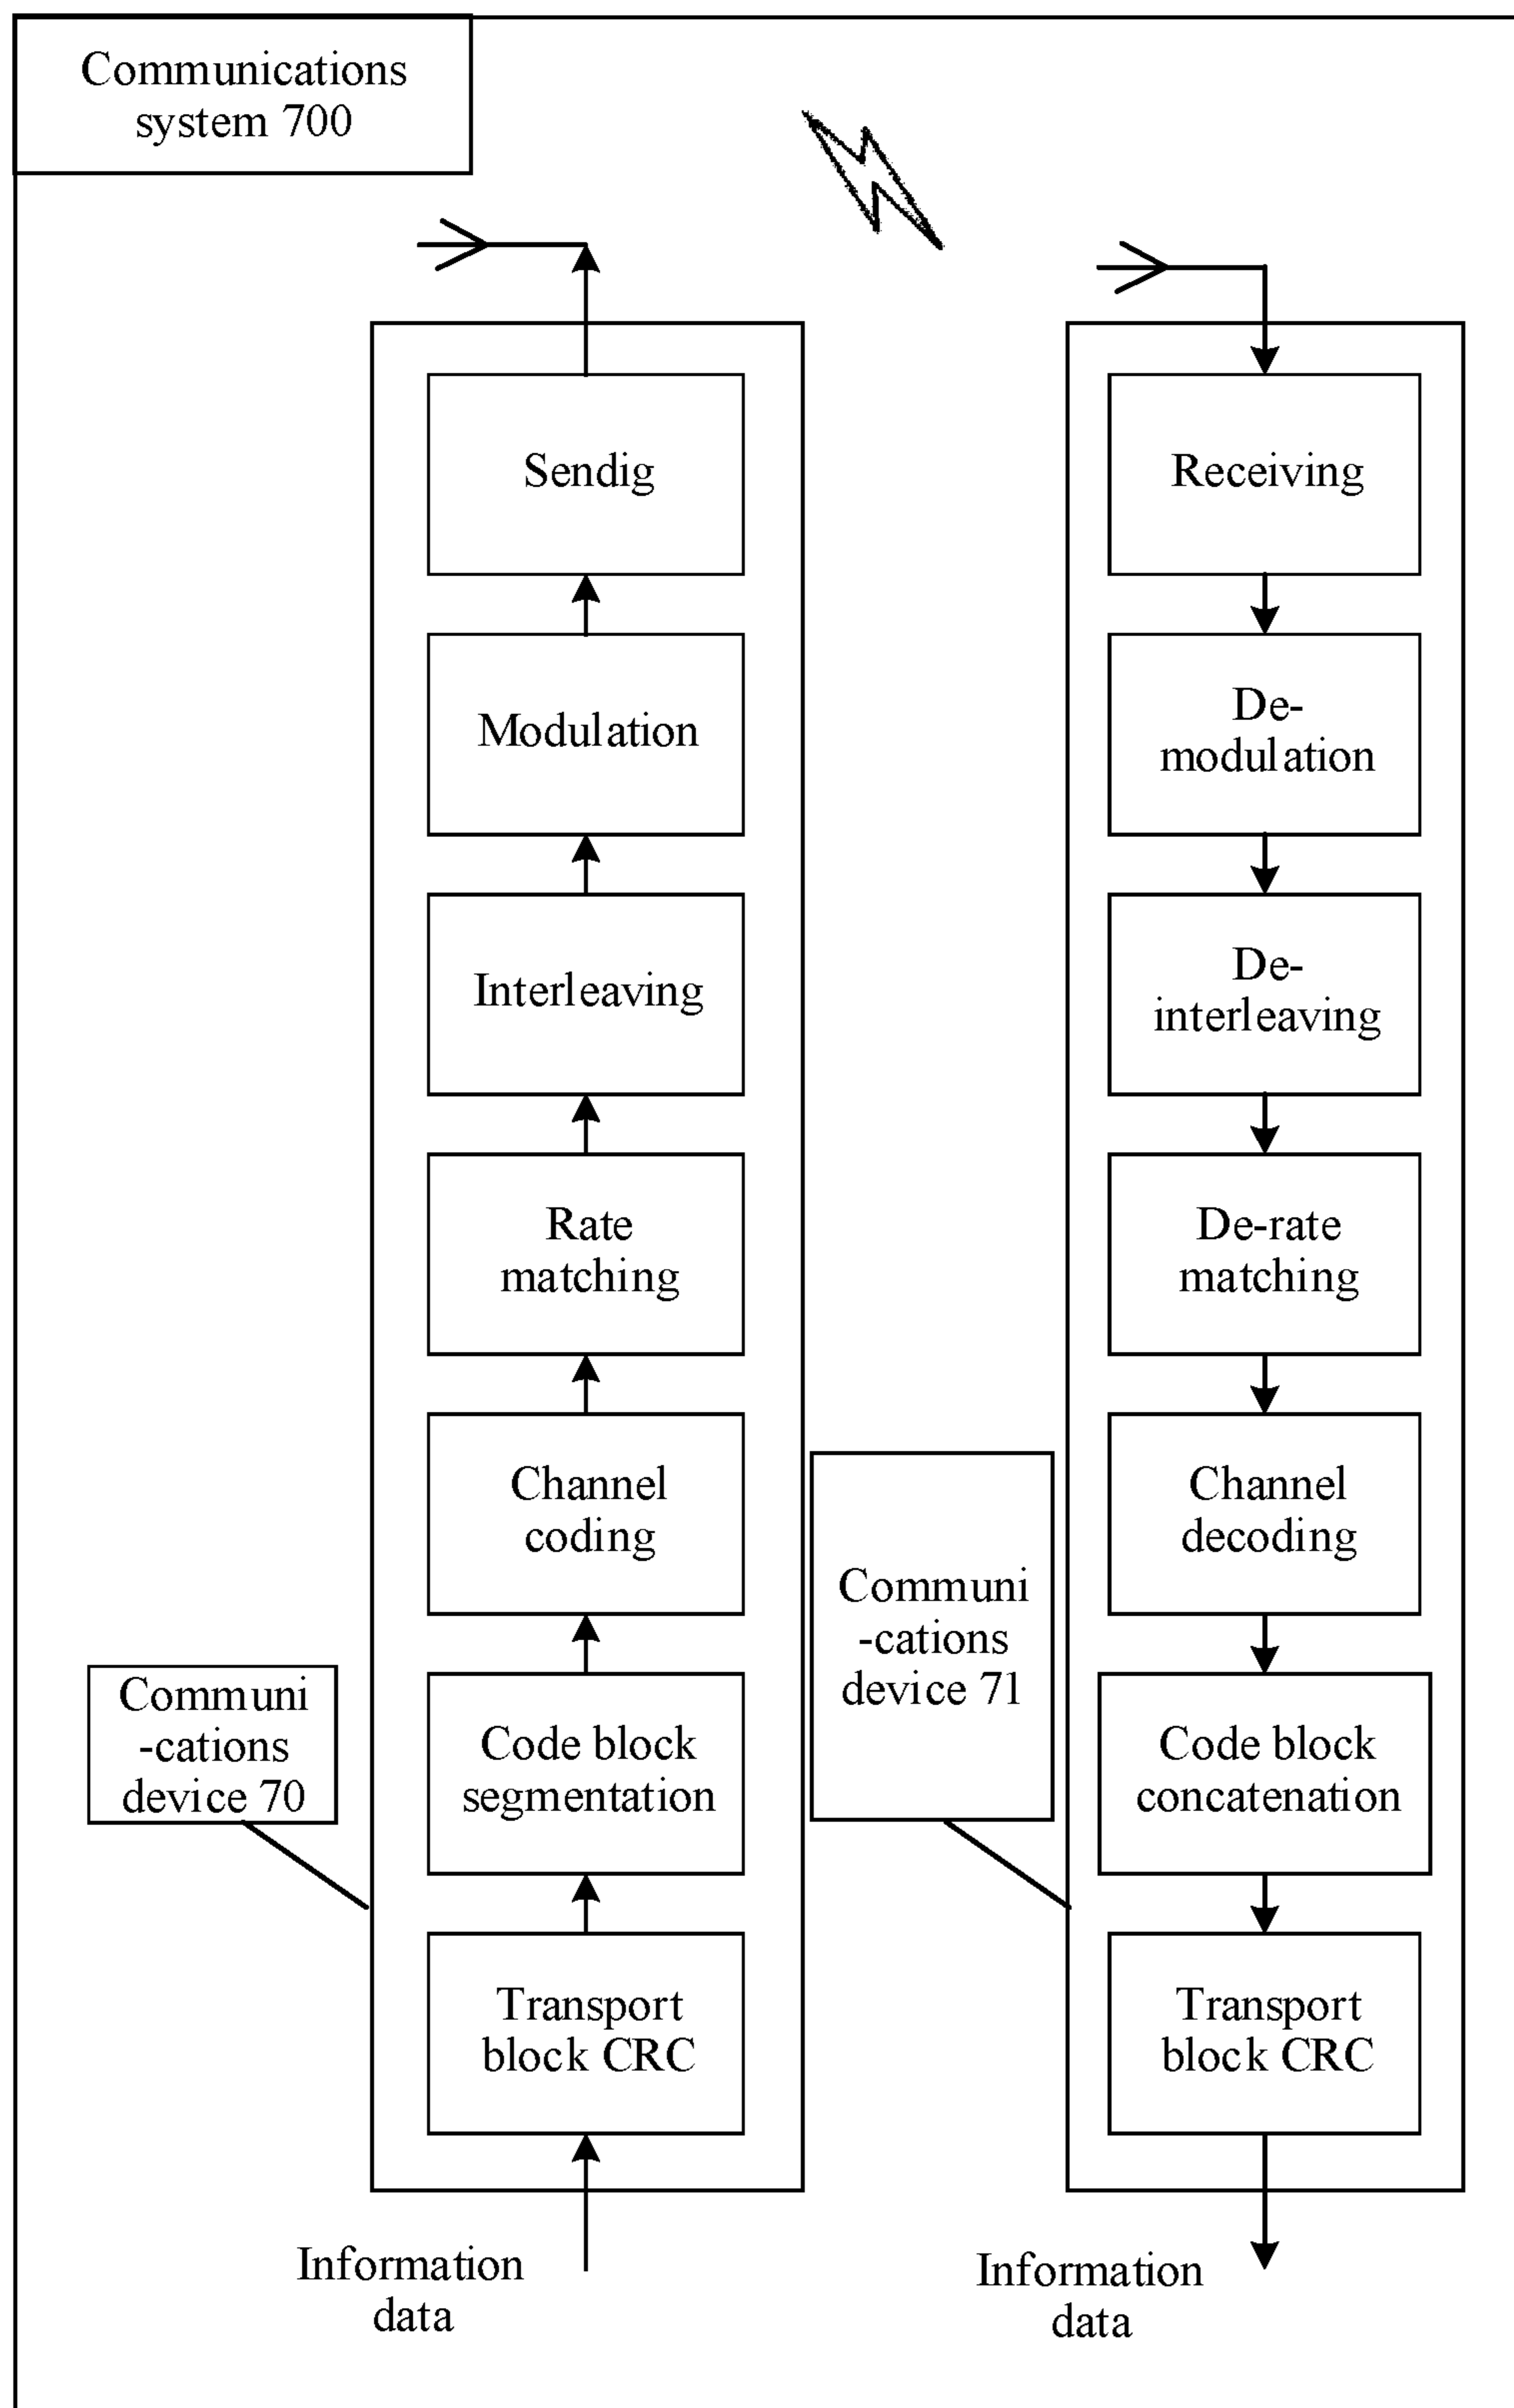 Communications
system 700
Sendig
Modulation
Interleaving
Rate
matching
Channel
coding
Code block
segmentation
Transport
block CRC
Information
data
Communi
-cations
device 70
Receiving
De-
modulation
De-
interleaving
De-rate
matching
Channel
decoding
Code block
concatenation
Transport
block CRC
Information
data
Communi
-cations
device 71